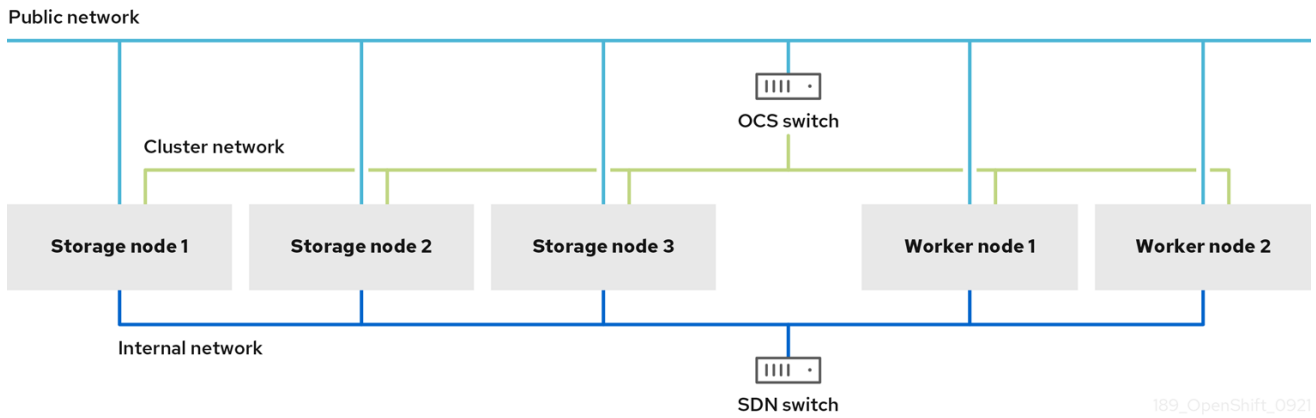 Public network
OCS switch
Cluster network
Storage node 1
Storage node 2
Storage node 3
Worker node 1
Worker node 2
Internal network
SDN switch
189_OpenShift_0921